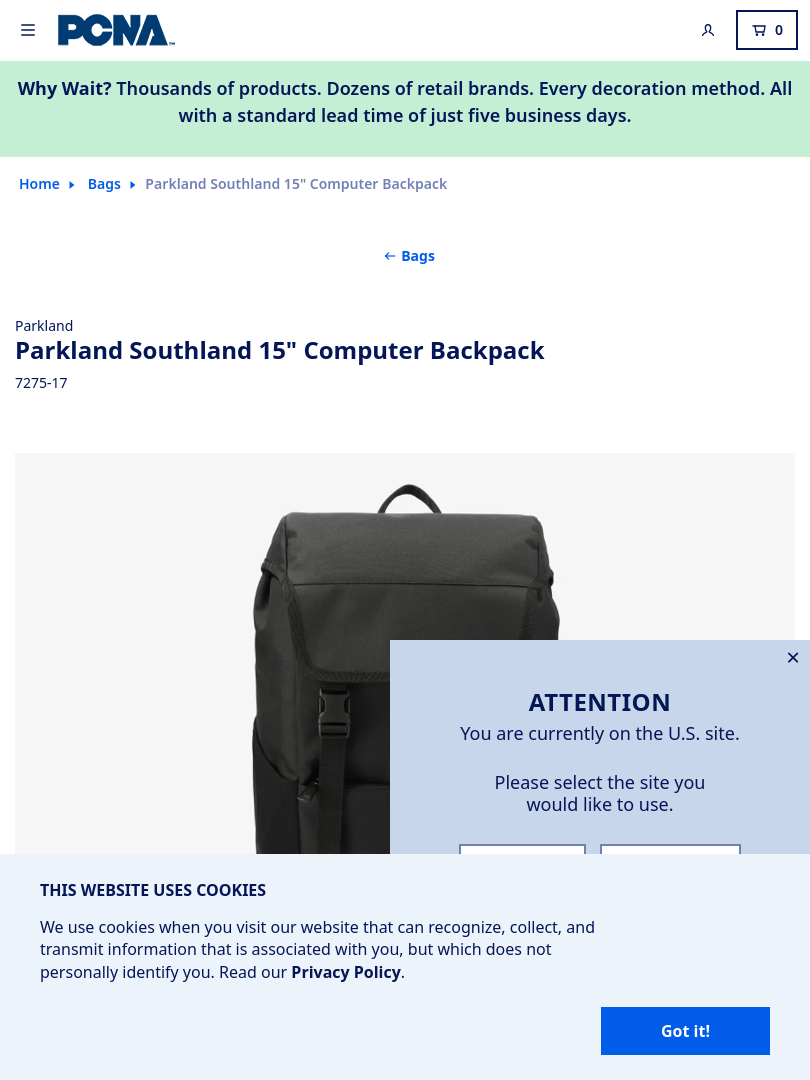 PCNA™
0
Why Wait? Thousands of products. Dozens of retail brands. Every decoration method. All
with a standard lead time of just five business days.
Home Bags Parkland Southland 15" Computer Backpack
Bags
Parkland
Parkland Southland 15" Computer Backpack
7275-17
ATTENTION
You are currently on the U.S. site.
Please select the site you
would like to use.
THIS WEBSITE USES COOKIES
We use cookies when you visit our website that can recognize, collect, and
transmit information that is associated with you, but which does not
personally identify you. Read our Privacy Policy.
Got it!